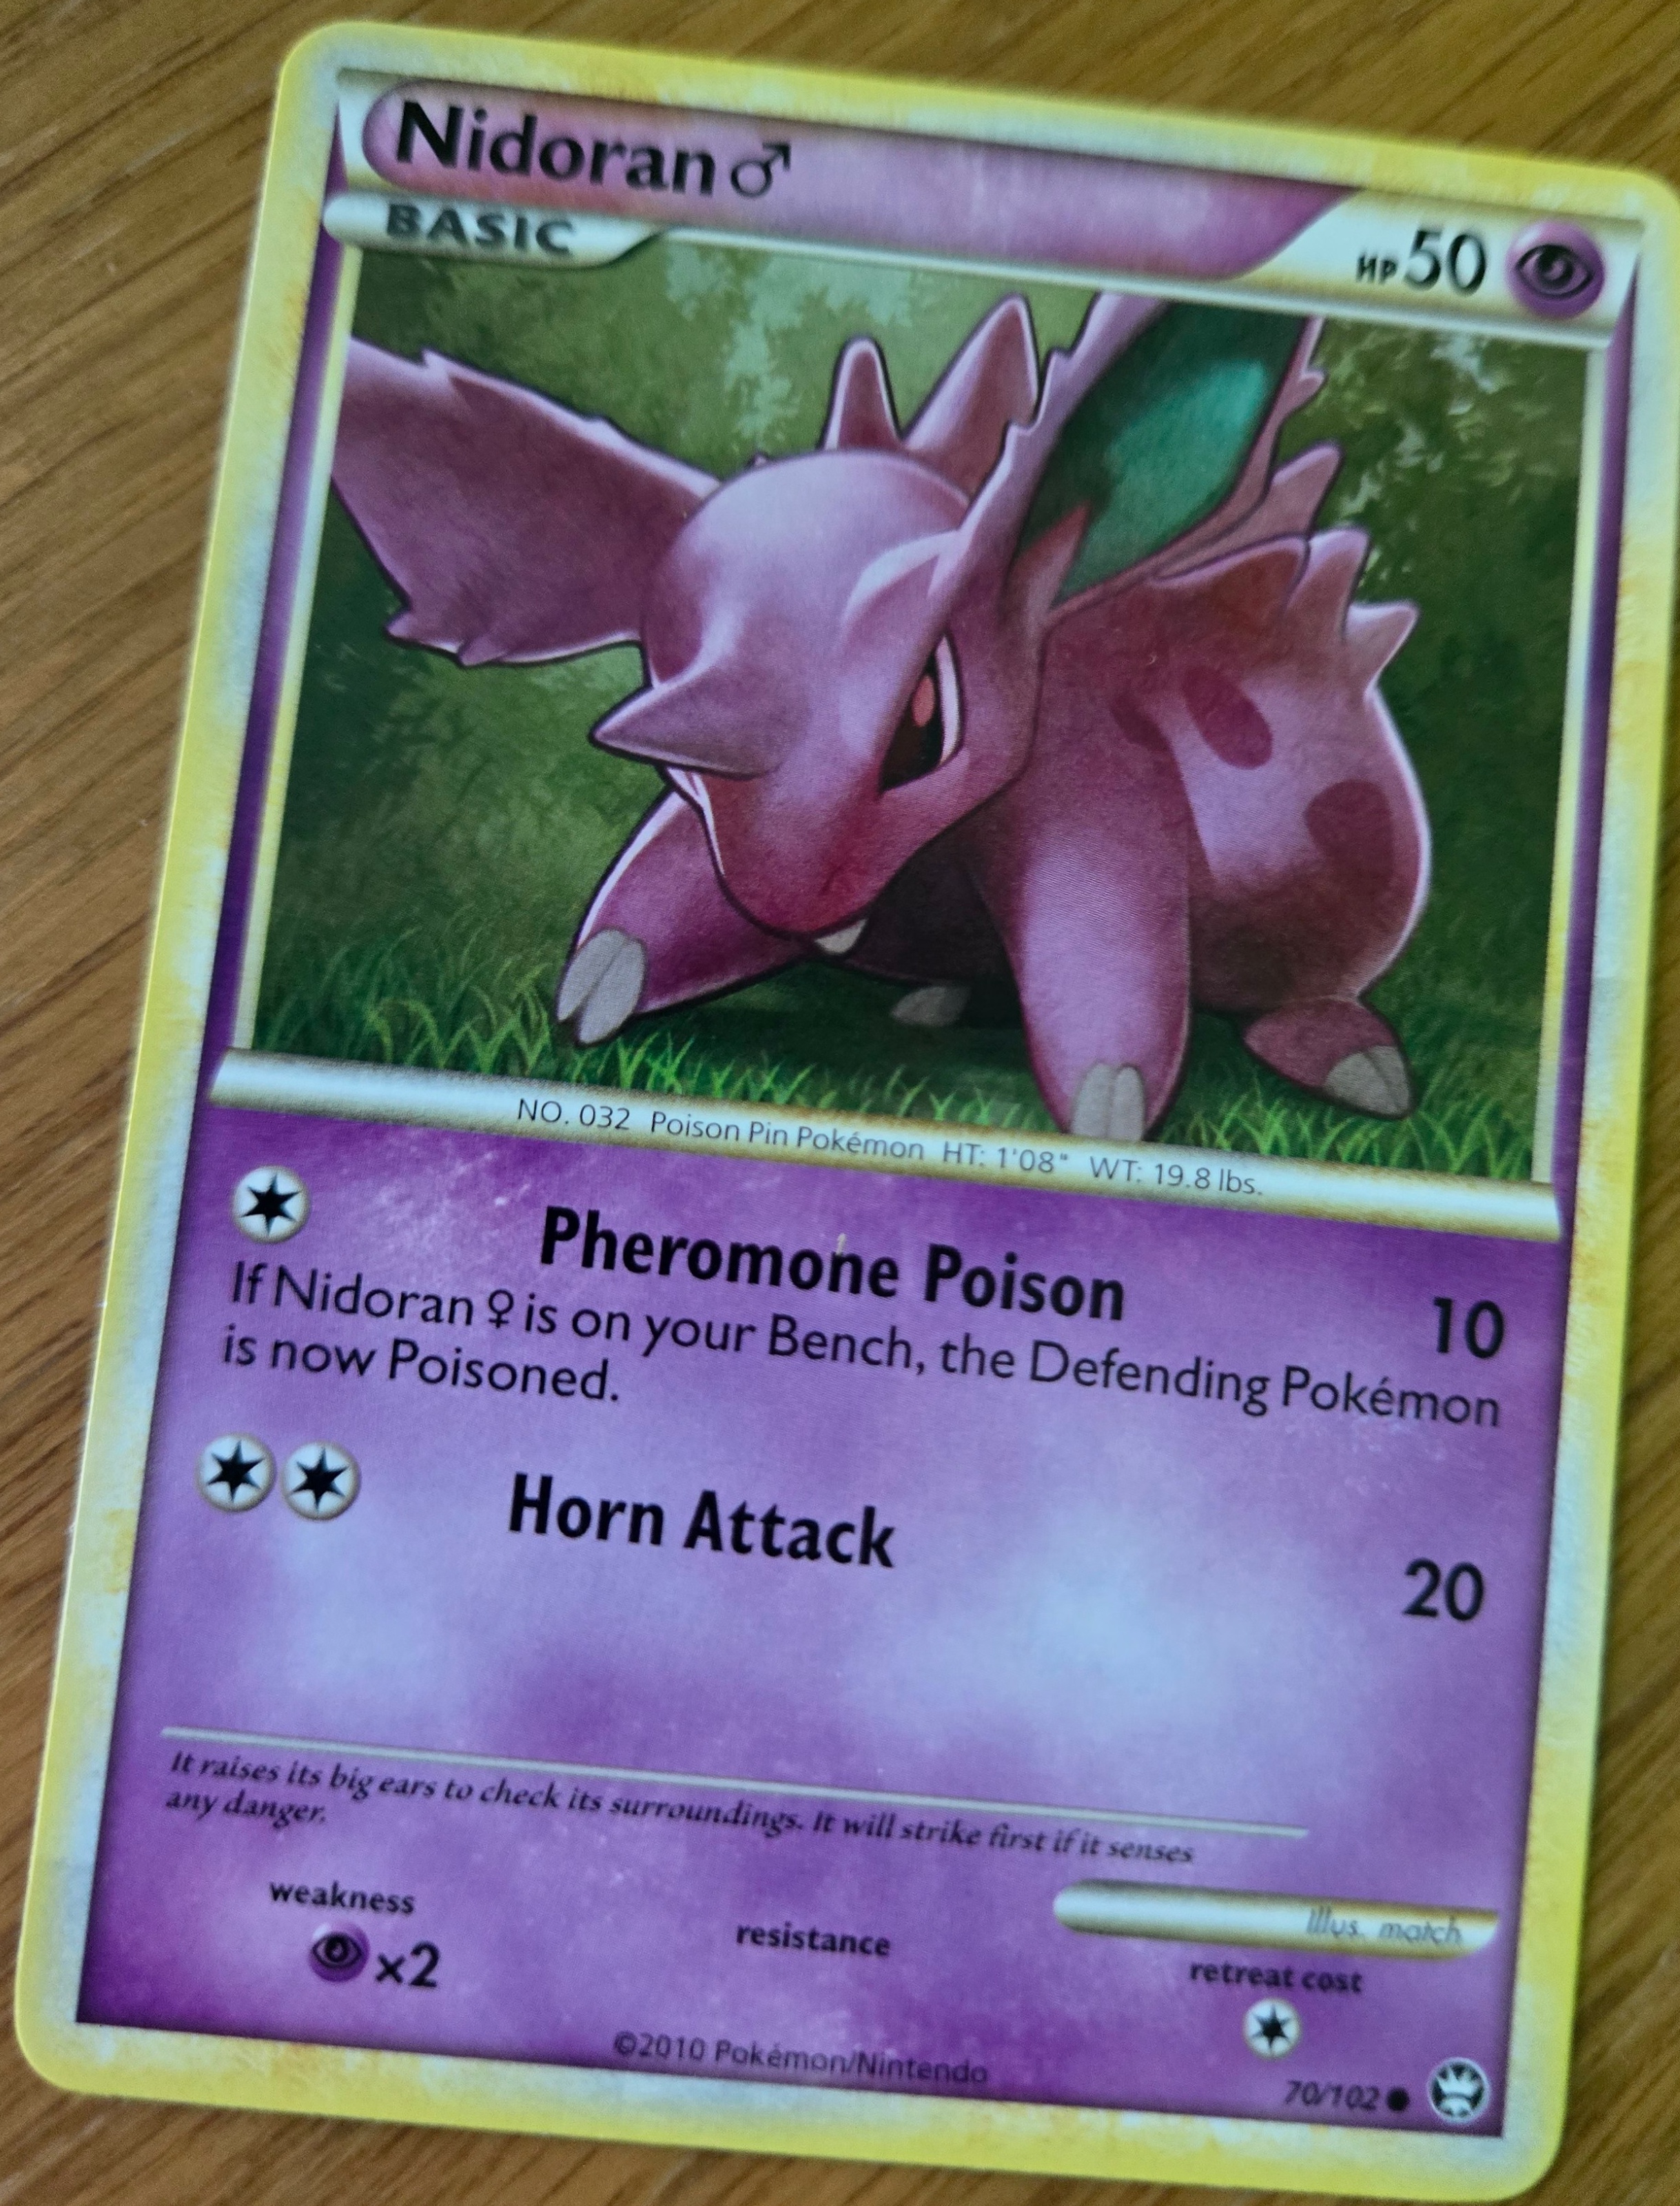 Nidoran♂
BASIC
HP 50
NO. 032 Poison Pin Pokémon HT: 1'08" WT: 19.8 lbs.
Pheromone Poison 10
If Nidoran♀ is on your Bench, the Defending Pokémon
is now Poisoned.
Horn Attack 20
It raises its big ears to check its surroundings. It will strike first if it senses
any danger.
Illus. match
weakness resistance retreat cost
x2
©2010 Pokémon/Nintendo
70/102